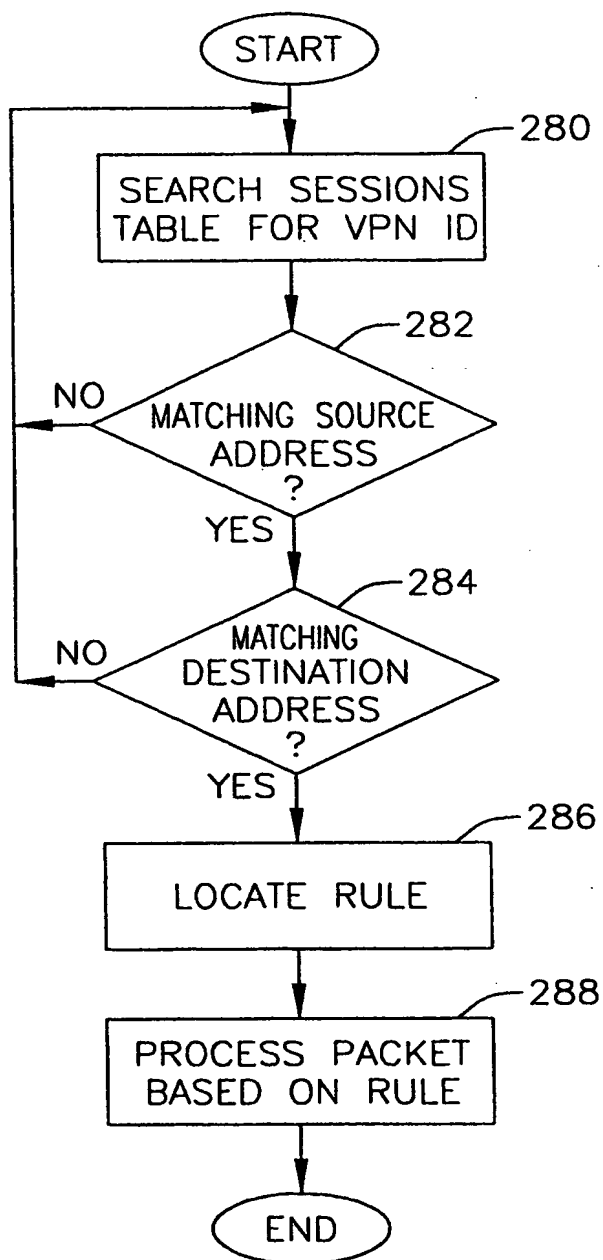 START
280
SEARCH SESSIONS
TABLE FOR VPN ID
282
NO
MATCHING SOURCE
ADDRESS
?
YES
284
NO
MATCHING
DESTINATION
ADDRESS
?
YES
286
LOCATE RULE
288
PROCESS PACKET
BASED ON RULE
END